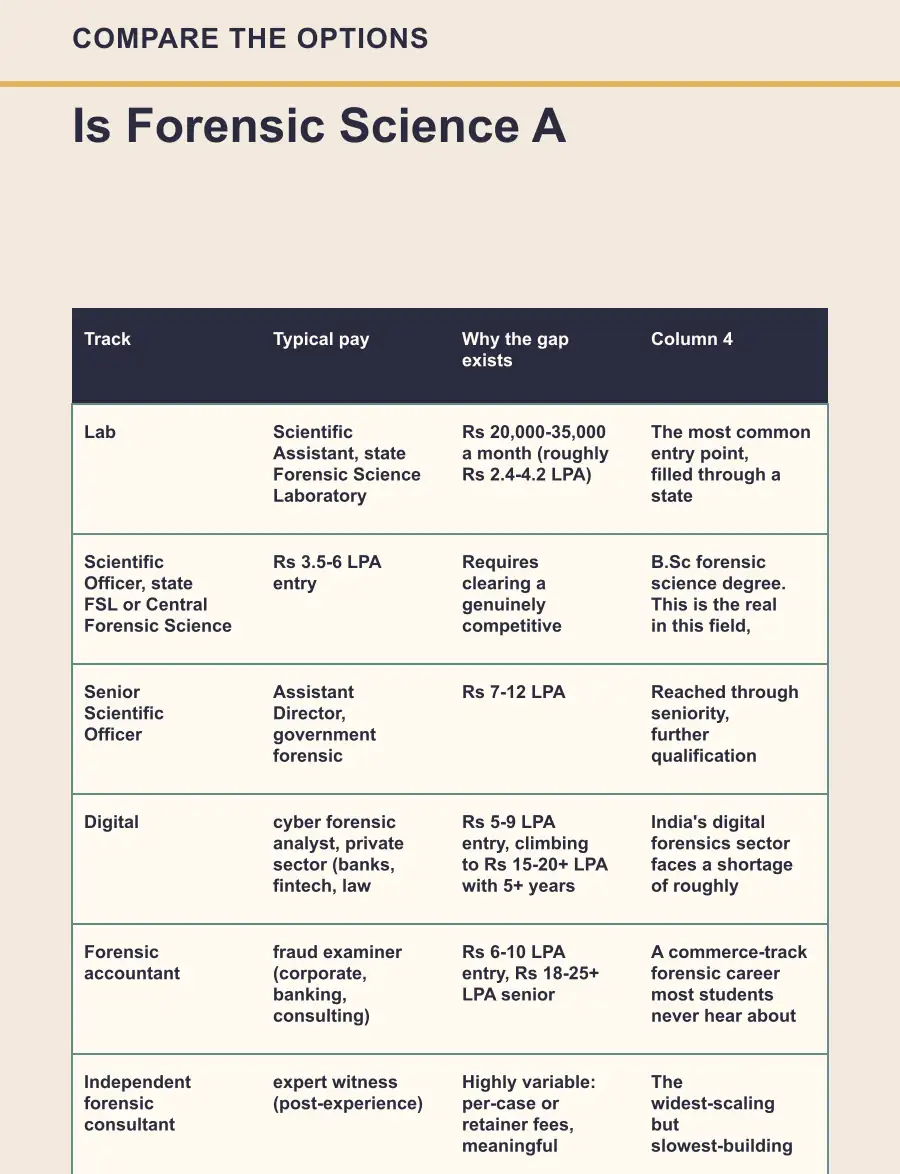 COMPARE THE OPTIONS
Is Forensic Science A
Track
Typical pay
Why the gap
exists
Column 4
Lab
Scientific
Assistant, state
Forensic Science
Laboratory
Rs 20,000-35,000
a month (roughly
Rs 2.4-4.2 LPA)
The most common
entry point,
filled through a
state
Scientific
Officer, state
FSL or Central
Forensic Science
Rs 3.5-6 LPA
entry
Requires
clearing a
genuinely
competitive
B.Sc forensic
science degree.
This is the real
in this field,
Senior
Scientific
Officer
Assistant
Director,
government
forensic
Rs 7-12 LPA
Reached through
seniority,
further
qualification
Digital
cyber forensic
analyst, private
sector (banks,
fintech, law
Rs 5-9 LPA
entry, climbing
to Rs 15-20+ LPA
with 5+ years
India's digital
forensics sector
faces a shortage
of roughly
Forensic
accountant
fraud examiner
(corporate,
banking,
consulting)
Rs 6-10 LPA
entry, Rs 18-25+
LPA senior
A commerce-track
forensic career
most students
never hear about
Independent
forensic
consultant
expert witness
(post-experience)
Highly variable:
per-case or
retainer fees,
meaningful
The
widest-scaling
but
slowest-building